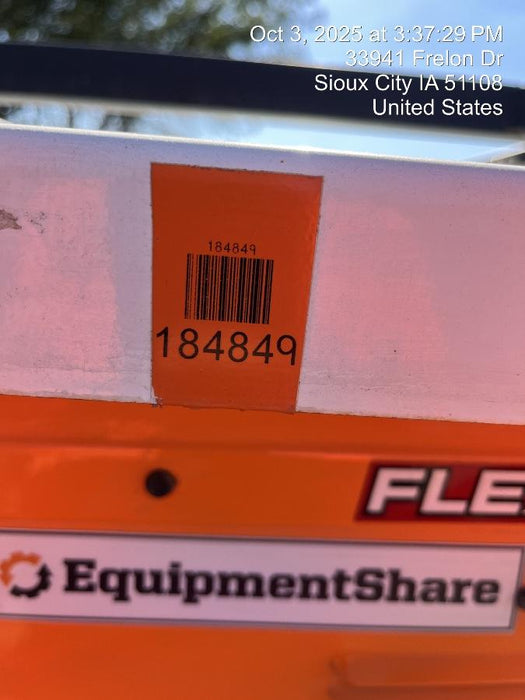 Oct 3, 2025 at 3:37:29 PM
33941 Frelon Dr
Sioux City IA 51108
United States
184849
184849
FLE
EquipmentShare